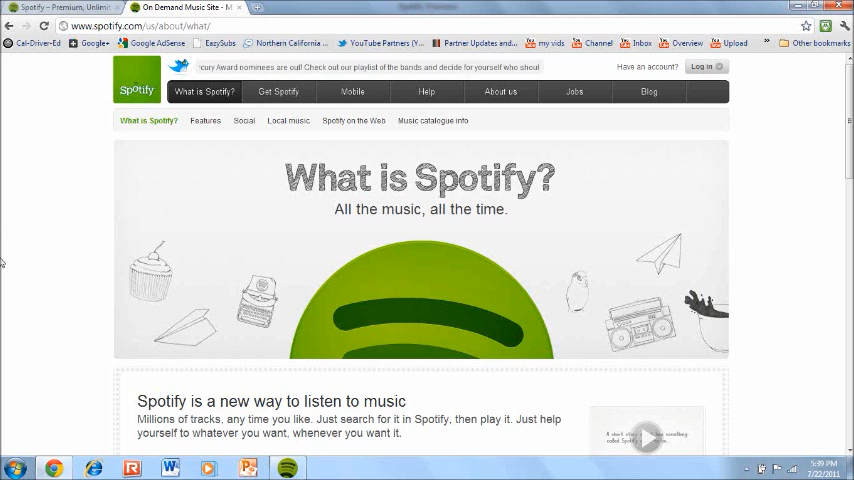 Spotify – Premium, Unlimit
On Demand Music Site - M
www.spotify.com/us/about/what/
Cal-Driver-Ed
Google+
Google AdSense
EazySubs
Northern California ...
YouTube Partners (Y...
Partner Updates and...
my vids
Channel
Inbox
Overview
Upload
»
Other bookmarks
Spotify
cury Award nominees are out! Check out our playlist of the bands and decide for yourself who shoul
Have an account?
Log in
What is Spotify?
Get Spotify
Mobile
Help
About us
Jobs
Blog
What is Spotify?
Features
Social
Local music
Spotify on the Web
Music catalogue info
What is Spotify?
All the music, all the time.
Spotify is a new way to listen to music
Millions of tracks, any time you like. Just search for it in Spotify, then play it. Just help
yourself to whatever you want, whenever you want it.
5:39 PM
7/22/2011